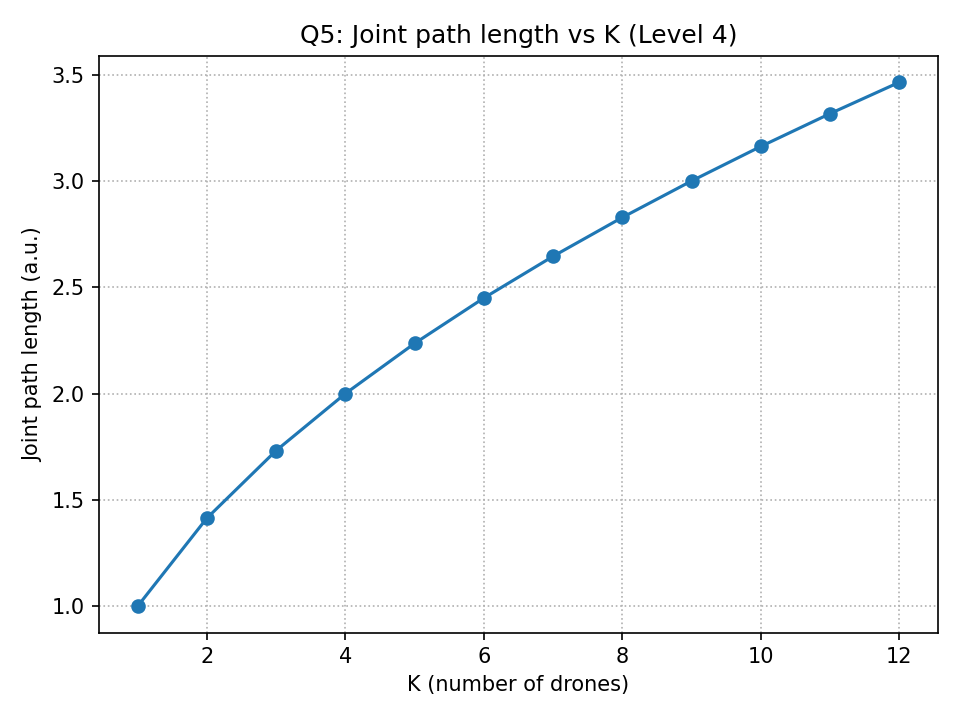 Q5: Joint path length vs K (Level 4)
Joint path length (a.u.)
3.5
3.0
2.5
2.0
1.5
1.0
2 4 6 8 10 12
K (number of drones)